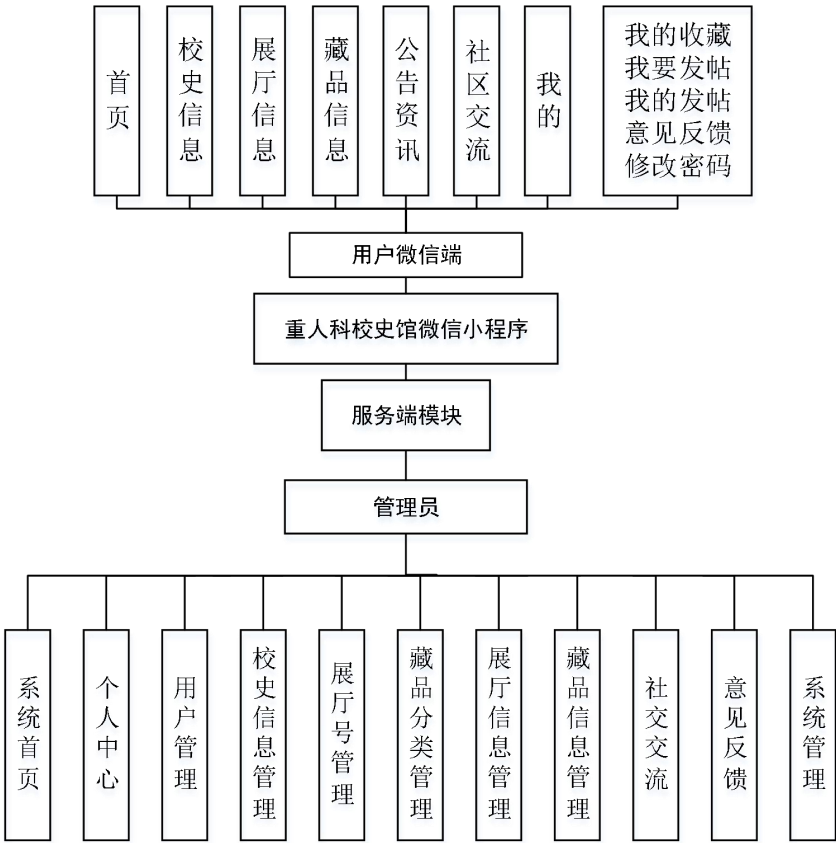 首页
校史信息
展厅信息
藏品信息
公告资讯
社区交流
我的
我的收藏
我要发帖
我的发帖
意见反馈
修改密码
用户微信端
重人科校史馆微信小程序
服务端模块
管理员
系统首页
个人中心
用户管理
校史信息管理
展厅号管理
藏品分类管理
展厅信息管理
藏品信息管理
社交交流
意见反馈
系统管理